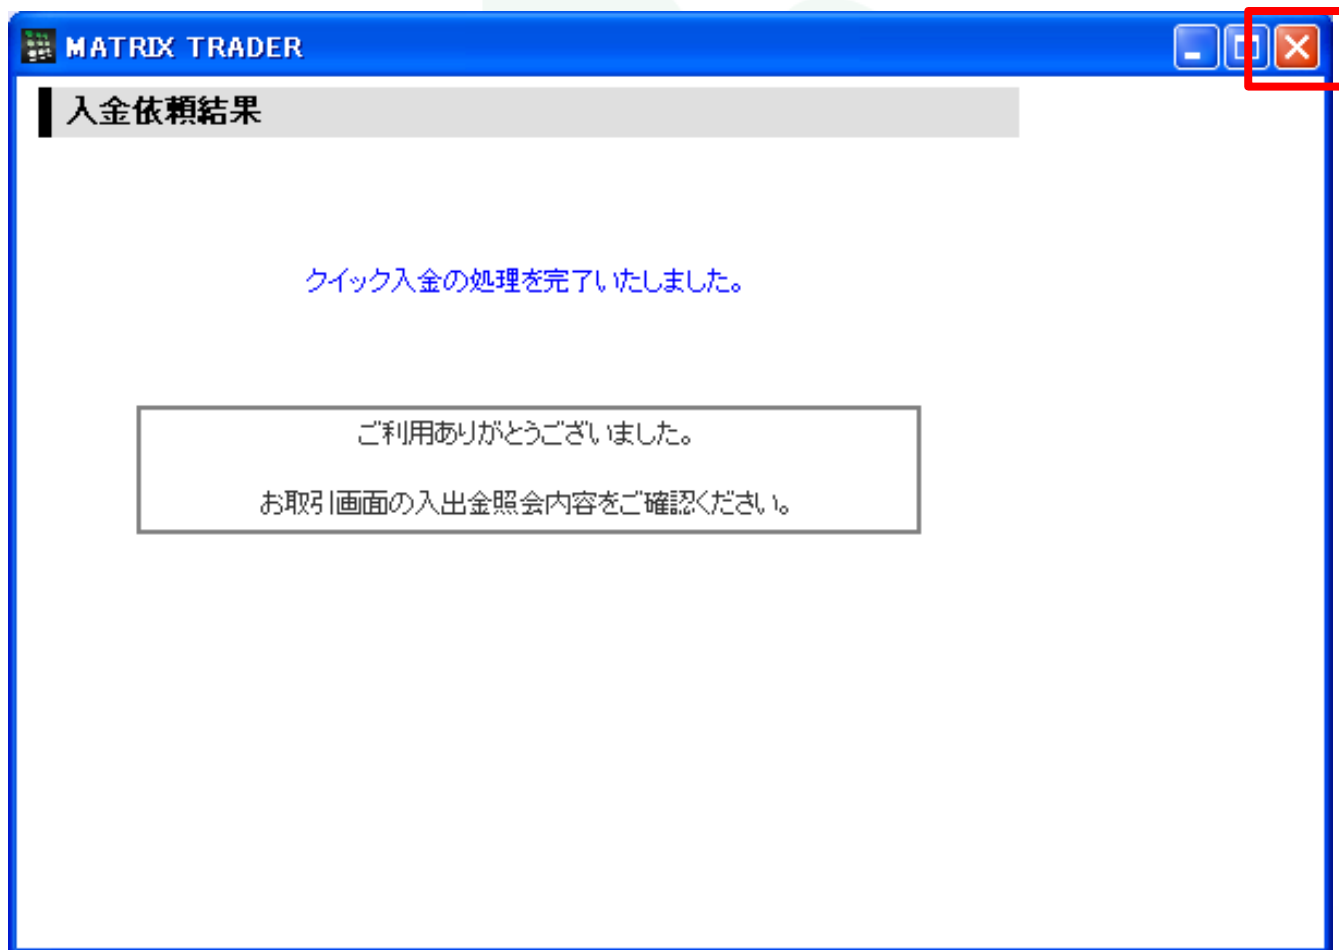 MATRIX TRADER
入金依頼結果
クイック入金の処理を完了いたしました。
ご利用ありがとうございました。
お取引画面の入出金照会内容をご確認ください。